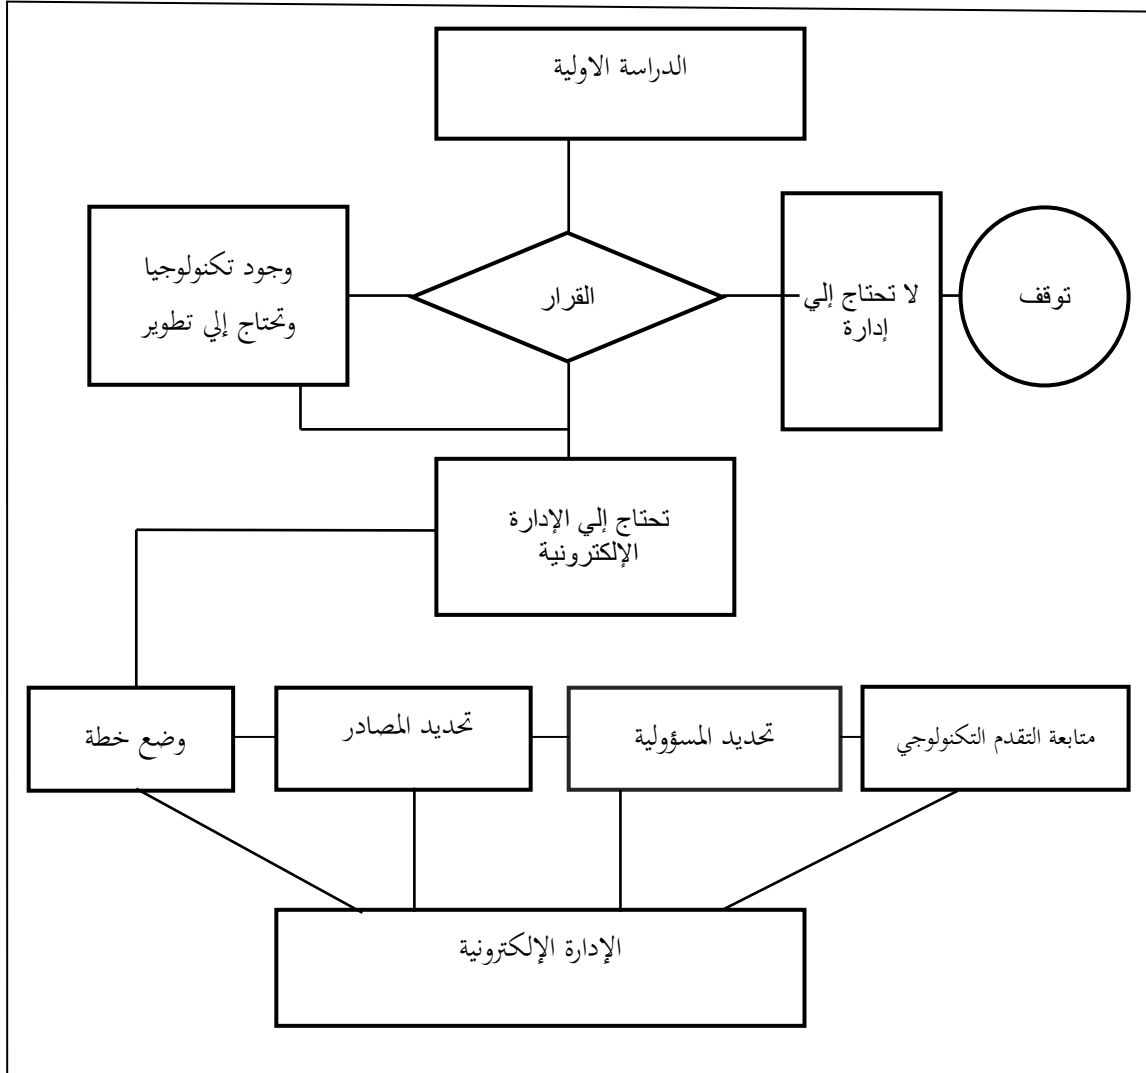 الدراسة الاولية
توقف
لا تحتاج إلي
إدارة
القرار
وجود تكنولوجيا
وتحتاج إلي تطوير
تحتاج إلي الإدارة
الإلكترونية
متابعة التقدم التكنولوجي
تحديد المسؤولية
تحديد المصادر
وضع خطة
الإدارة الإلكترونية